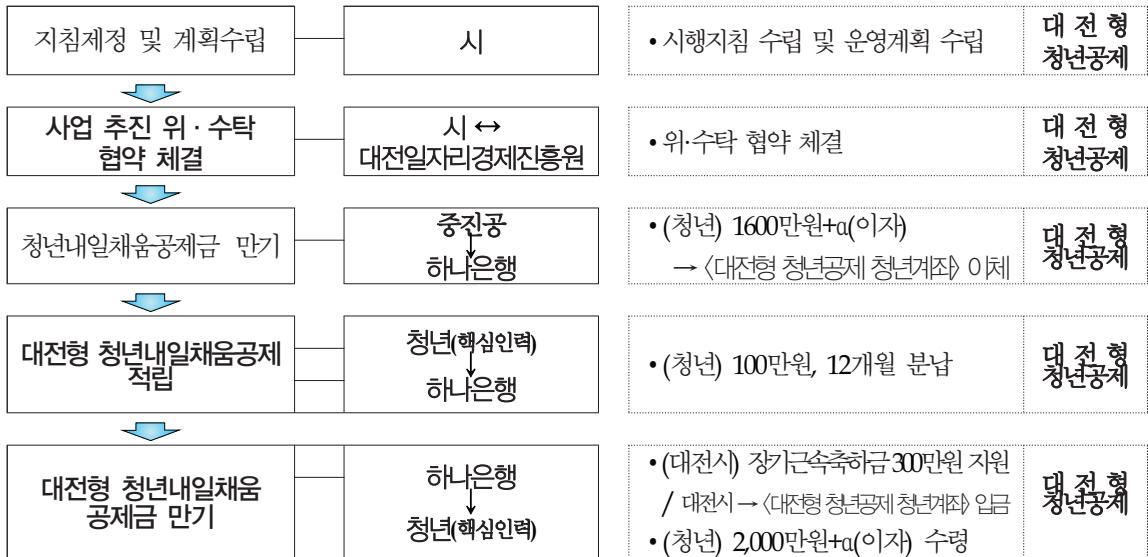 지침제정 및 계획수립
시
• 시행지침 수립 및 운영계획 수립
대 전 형
청년공제
사업 추진 위·수탁
협약 체결
시 ↔
대전일자리경제진흥원
• 위·수탁 협약 체결
대 전 형
청년공제
청년내일채움공제금 만기
중진공
하나은행
• (청년) 1600만원+α(이자)
→ 〈대전형 청년공제 청년계좌〉 이체
대 전 형
청년공제
대전형 청년내일채움공제
적립
청년(핵심인력)
하나은행
• (청년) 100만원, 12개월 분납
대 전 형
청년공제
대전형 청년내일채움
공제금 만기
하나은행
청년(핵심인력)
• (대전시) 장기근속축하금 300만원 지원
/ 대전시 → 〈대전형 청년공제 청년계좌〉 입금
• (청년) 2,000만원+α(이자) 수령
대 전 형
청년공제